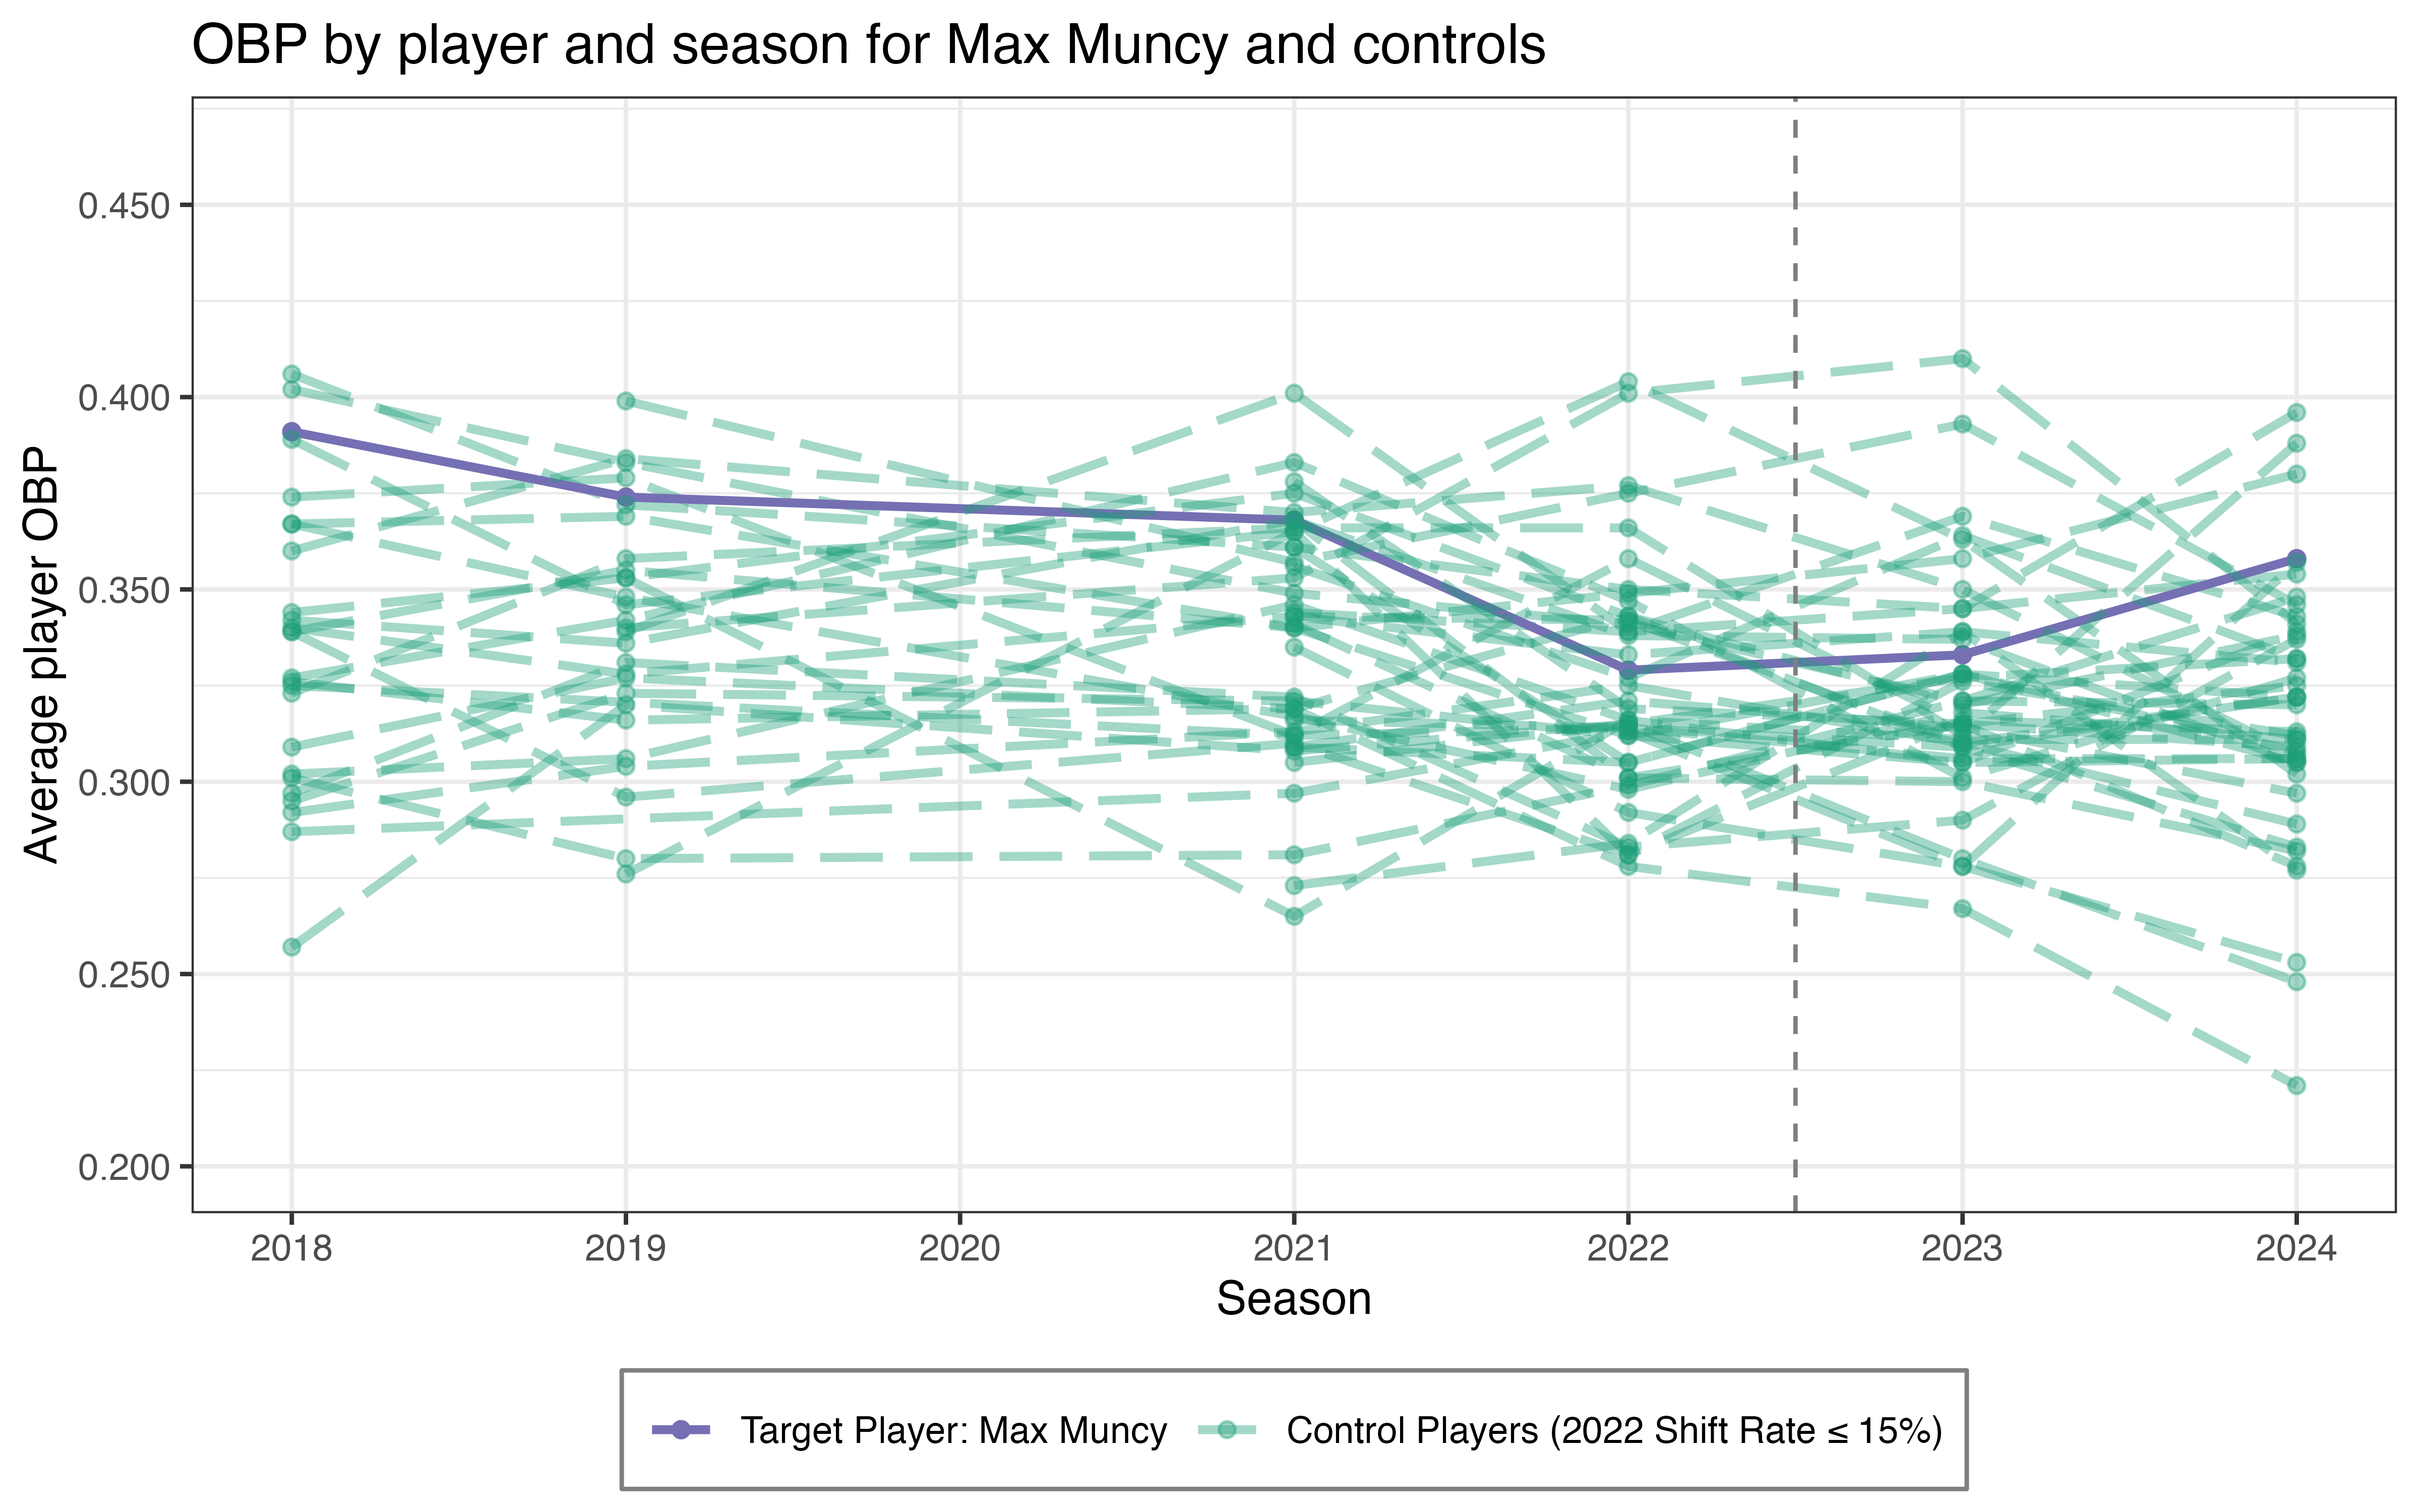 OBP by player and season for Max Muncy and controls
Average player OBP
0.450
0.400
0.350
0.300
0.250
0.200
2018 2019 2020 2021 2022 2023 2024
Season
Target Player: Max Muncy Control Players (2022 Shift Rate ≤ 15%)